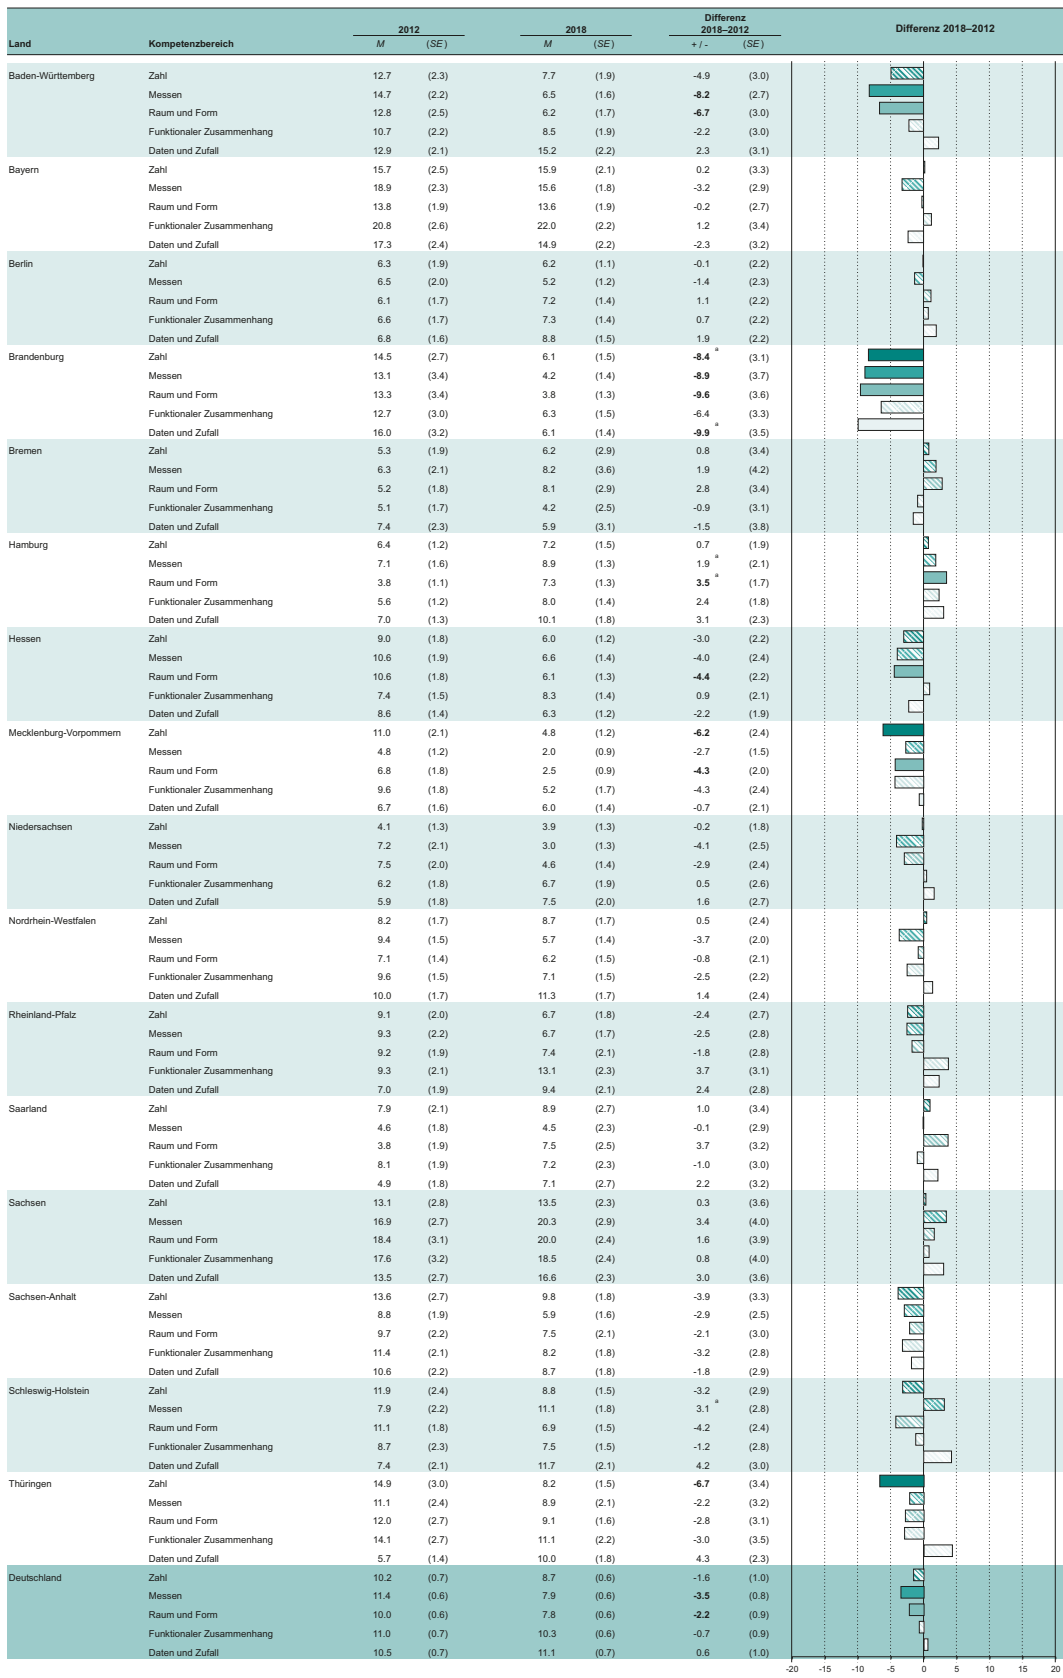 2012 2018 Differenz 2018–2012 Differenz 2018–2012
Land Kompetenzbereich M (SE) M (SE) + / - (SE)
Baden-Württemberg Zahl 12.7 (2.3) 7.7 (1.9) -4.9 (3.0)
Messen 14.7 (2.2) 6.5 (1.6) -8.2 (2.7)
Raum und Form 12.8 (2.5) 6.2 (1.7) -6.7 (3.0)
Funktionaler Zusammenhang 10.7 (2.2) 8.5 (1.9) -2.2 (3.0)
Daten und Zufall 12.9 (2.1) 15.2 (2.2) 2.3 (3.1)
Bayern Zahl 15.7 (2.5) 15.9 (2.1) 0.2 (3.3)
Messen 18.9 (2.3) 15.6 (1.8) -3.2 (2.9)
Raum und Form 13.8 (1.9) 13.6 (1.9) -0.2 (2.7)
Funktionaler Zusammenhang 20.8 (2.6) 22.0 (2.2) 1.2 (3.4)
Daten und Zufall 17.3 (2.4) 14.9 (2.2) -2.3 (3.2)
Berlin Zahl 6.3 (1.9) 6.2 (1.1) -0.1 (2.2)
Messen 6.5 (2.0) 5.2 (1.2) -1.4 (2.3)
Raum und Form 6.1 (1.7) 7.2 (1.4) 1.1 (2.2)
Funktionaler Zusammenhang 6.6 (1.7) 7.3 (1.4) 0.7 (2.2)
Daten und Zufall 6.8 (1.6) 8.8 (1.5) 1.9 (2.2)
Brandenburg Zahl 14.5 (2.7) 6.1 (1.5) -8.4 a (3.1)
Messen 13.1 (3.4) 4.2 (1.4) -8.9 (3.7)
Raum und Form 13.3 (3.4) 3.8 (1.3) -9.6 (3.6)
Funktionaler Zusammenhang 12.7 (3.0) 6.3 (1.5) -6.4 (3.3)
Daten und Zufall 16.0 (3.2) 6.1 (1.4) -9.9 a (3.5)
Bremen Zahl 5.3 (1.9) 6.2 (2.9) 0.8 (3.4)
Messen 6.3 (2.1) 8.2 (3.6) 1.9 (4.2)
Raum und Form 5.2 (1.8) 8.1 (2.9) 2.8 (3.4)
Funktionaler Zusammenhang 5.1 (1.7) 4.2 (2.5) -0.9 (3.1)
Daten und Zufall 7.4 (2.3) 5.9 (3.1) -1.5 (3.8)
Hamburg Zahl 6.4 (1.2) 7.2 (1.5) 0.7 (1.9)
Messen 7.1 (1.6) 8.9 (1.3) 1.9 a (2.1)
Raum und Form 3.8 (1.1) 7.3 (1.3) 3.5 a (1.7)
Funktionaler Zusammenhang 5.6 (1.2) 8.0 (1.4) 2.4 (1.8)
Daten und Zufall 7.0 (1.3) 10.1 (1.8) 3.1 (2.3)
Hessen Zahl 9.0 (1.8) 6.0 (1.2) -3.0 (2.2)
Messen 10.6 (1.9) 6.6 (1.4) -4.0 (2.4)
Raum und Form 10.6 (1.8) 6.1 (1.3) -4.4 (2.2)
Funktionaler Zusammenhang 7.4 (1.5) 8.3 (1.4) 0.9 (2.1)
Daten und Zufall 8.6 (1.4) 6.3 (1.2) -2.2 (1.9)
Mecklenburg-Vorpommern Zahl 11.0 (2.1) 4.8 (1.2) -6.2 (2.4)
Messen 4.8 (1.2) 2.0 (0.9) -2.7 (1.5)
Raum und Form 6.8 (1.8) 2.5 (0.9) -4.3 (2.0)
Funktionaler Zusammenhang 9.6 (1.8) 5.2 (1.7) -4.3 (2.4)
Daten und Zufall 6.7 (1.6) 6.0 (1.4) -0.7 (2.1)
Niedersachsen Zahl 4.1 (1.3) 3.9 (1.3) -0.2 (1.8)
Messen 7.2 (2.1) 3.0 (1.3) -4.1 (2.5)
Raum und Form 7.5 (2.0) 4.6 (1.4) -2.9 (2.4)
Funktionaler Zusammenhang 6.2 (1.8) 6.7 (1.9) 0.5 (2.6)
Daten und Zufall 5.9 (1.8) 7.5 (2.0) 1.6 (2.7)
Nordrhein-Westfalen Zahl 8.2 (1.7) 8.7 (1.7) 0.5 (2.4)
Messen 9.4 (1.5) 5.7 (1.4) -3.7 (2.0)
Raum und Form 7.1 (1.4) 6.2 (1.5) -0.8 (2.1)
Funktionaler Zusammenhang 9.6 (1.5) 7.1 (1.5) -2.5 (2.2)
Daten und Zufall 10.0 (1.7) 11.3 (1.7) 1.4 (2.4)
Rheinland-Pfalz Zahl 9.1 (2.0) 6.7 (1.8) -2.4 (2.7)
Messen 9.3 (2.2) 6.7 (1.7) -2.5 (2.8)
Raum und Form 9.2 (1.9) 7.4 (2.1) -1.8 (2.8)
Funktionaler Zusammenhang 9.3 (2.1) 13.1 (2.3) 3.7 (3.1)
Daten und Zufall 7.0 (1.9) 9.4 (2.1) 2.4 (2.8)
Saarland Zahl 7.9 (2.1) 8.9 (2.7) 1.0 (3.4)
Messen 4.6 (1.8) 4.5 (2.3) -0.1 (2.9)
Raum und Form 3.8 (1.9) 7.5 (2.5) 3.7 (3.2)
Funktionaler Zusammenhang 8.1 (1.9) 7.2 (2.3) -1.0 (3.0)
Daten und Zufall 4.9 (1.8) 7.1 (2.7) 2.2 (3.2)
Sachsen Zahl 13.1 (2.8) 13.5 (2.3) 0.3 (3.6)
Messen 16.9 (2.7) 20.3 (2.9) 3.4 (4.0)
Raum und Form 18.4 (3.1) 20.0 (2.4) 1.6 (3.9)
Funktionaler Zusammenhang 17.6 (3.2) 18.5 (2.4) 0.8 (4.0)
Daten und Zufall 13.5 (2.7) 16.6 (2.3) 3.0 (3.6)
Sachsen-Anhalt Zahl 13.6 (2.7) 9.8 (1.8) -3.9 (3.3)
Messen 8.8 (1.9) 5.9 (1.6) -2.9 (2.5)
Raum und Form 9.7 (2.2) 7.5 (2.1) -2.1 (3.0)
Funktionaler Zusammenhang 11.4 (2.1) 8.2 (1.8) -3.2 (2.8)
Daten und Zufall 10.6 (2.2) 8.7 (1.8) -1.8 (2.9)
Schleswig-Holstein Zahl 11.9 (2.4) 8.8 (1.5) -3.2 (2.9)
Messen 7.9 (2.2) 11.1 (1.8) 3.1 a (2.8)
Raum und Form 11.1 (1.8) 6.9 (1.5) -4.2 (2.4)
Funktionaler Zusammenhang 8.7 (2.3) 7.5 (1.5) -1.2 (2.8)
Daten und Zufall 7.4 (2.1) 11.7 (2.1) 4.2 (3.0)
Thüringen Zahl 14.9 (3.0) 8.2 (1.5) -6.7 (3.4)
Messen 11.1 (2.4) 8.9 (2.1) -2.2 (3.2)
Raum und Form 12.0 (2.7) 9.1 (1.6) -2.8 (3.1)
Funktionaler Zusammenhang 14.1 (2.7) 11.1 (2.2) -3.0 (3.5)
Daten und Zufall 5.7 (1.4) 10.0 (1.8) 4.3 (2.3)
Deutschland Zahl 10.2 (0.7) 8.7 (0.6) -1.6 (1.0)
Messen 11.4 (0.6) 7.9 (0.6) -3.5 (0.8)
Raum und Form 10.0 (0.6) 7.8 (0.6) -2.2 (0.9)
Funktionaler Zusammenhang 11.0 (0.7) 10.3 (0.6) -0.7 (0.9)
Daten und Zufall 10.5 (0.7) 11.1 (0.7) 0.6 (1.0)
-20 -15 -10 -5 0 5 10 15 20